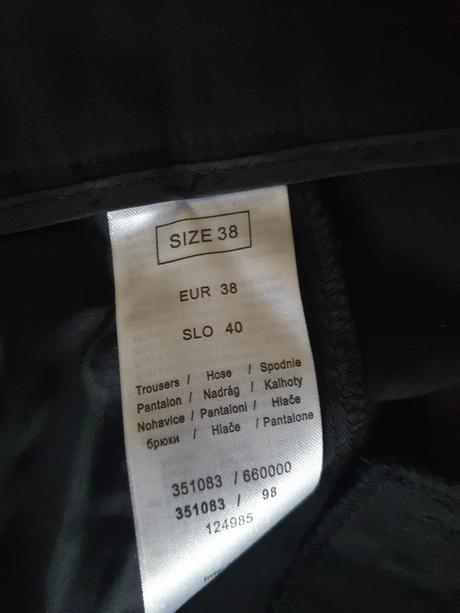 SIZE 38
EUR 38
SLO 40
Trousers / Hose / Spodnie
Pantalon / Nadrág / Kalhoty
Nohavice / Pantaloni / Hlače
брюки / Hlače / Pantalone
351083 / 660000
351083 / 98
124985